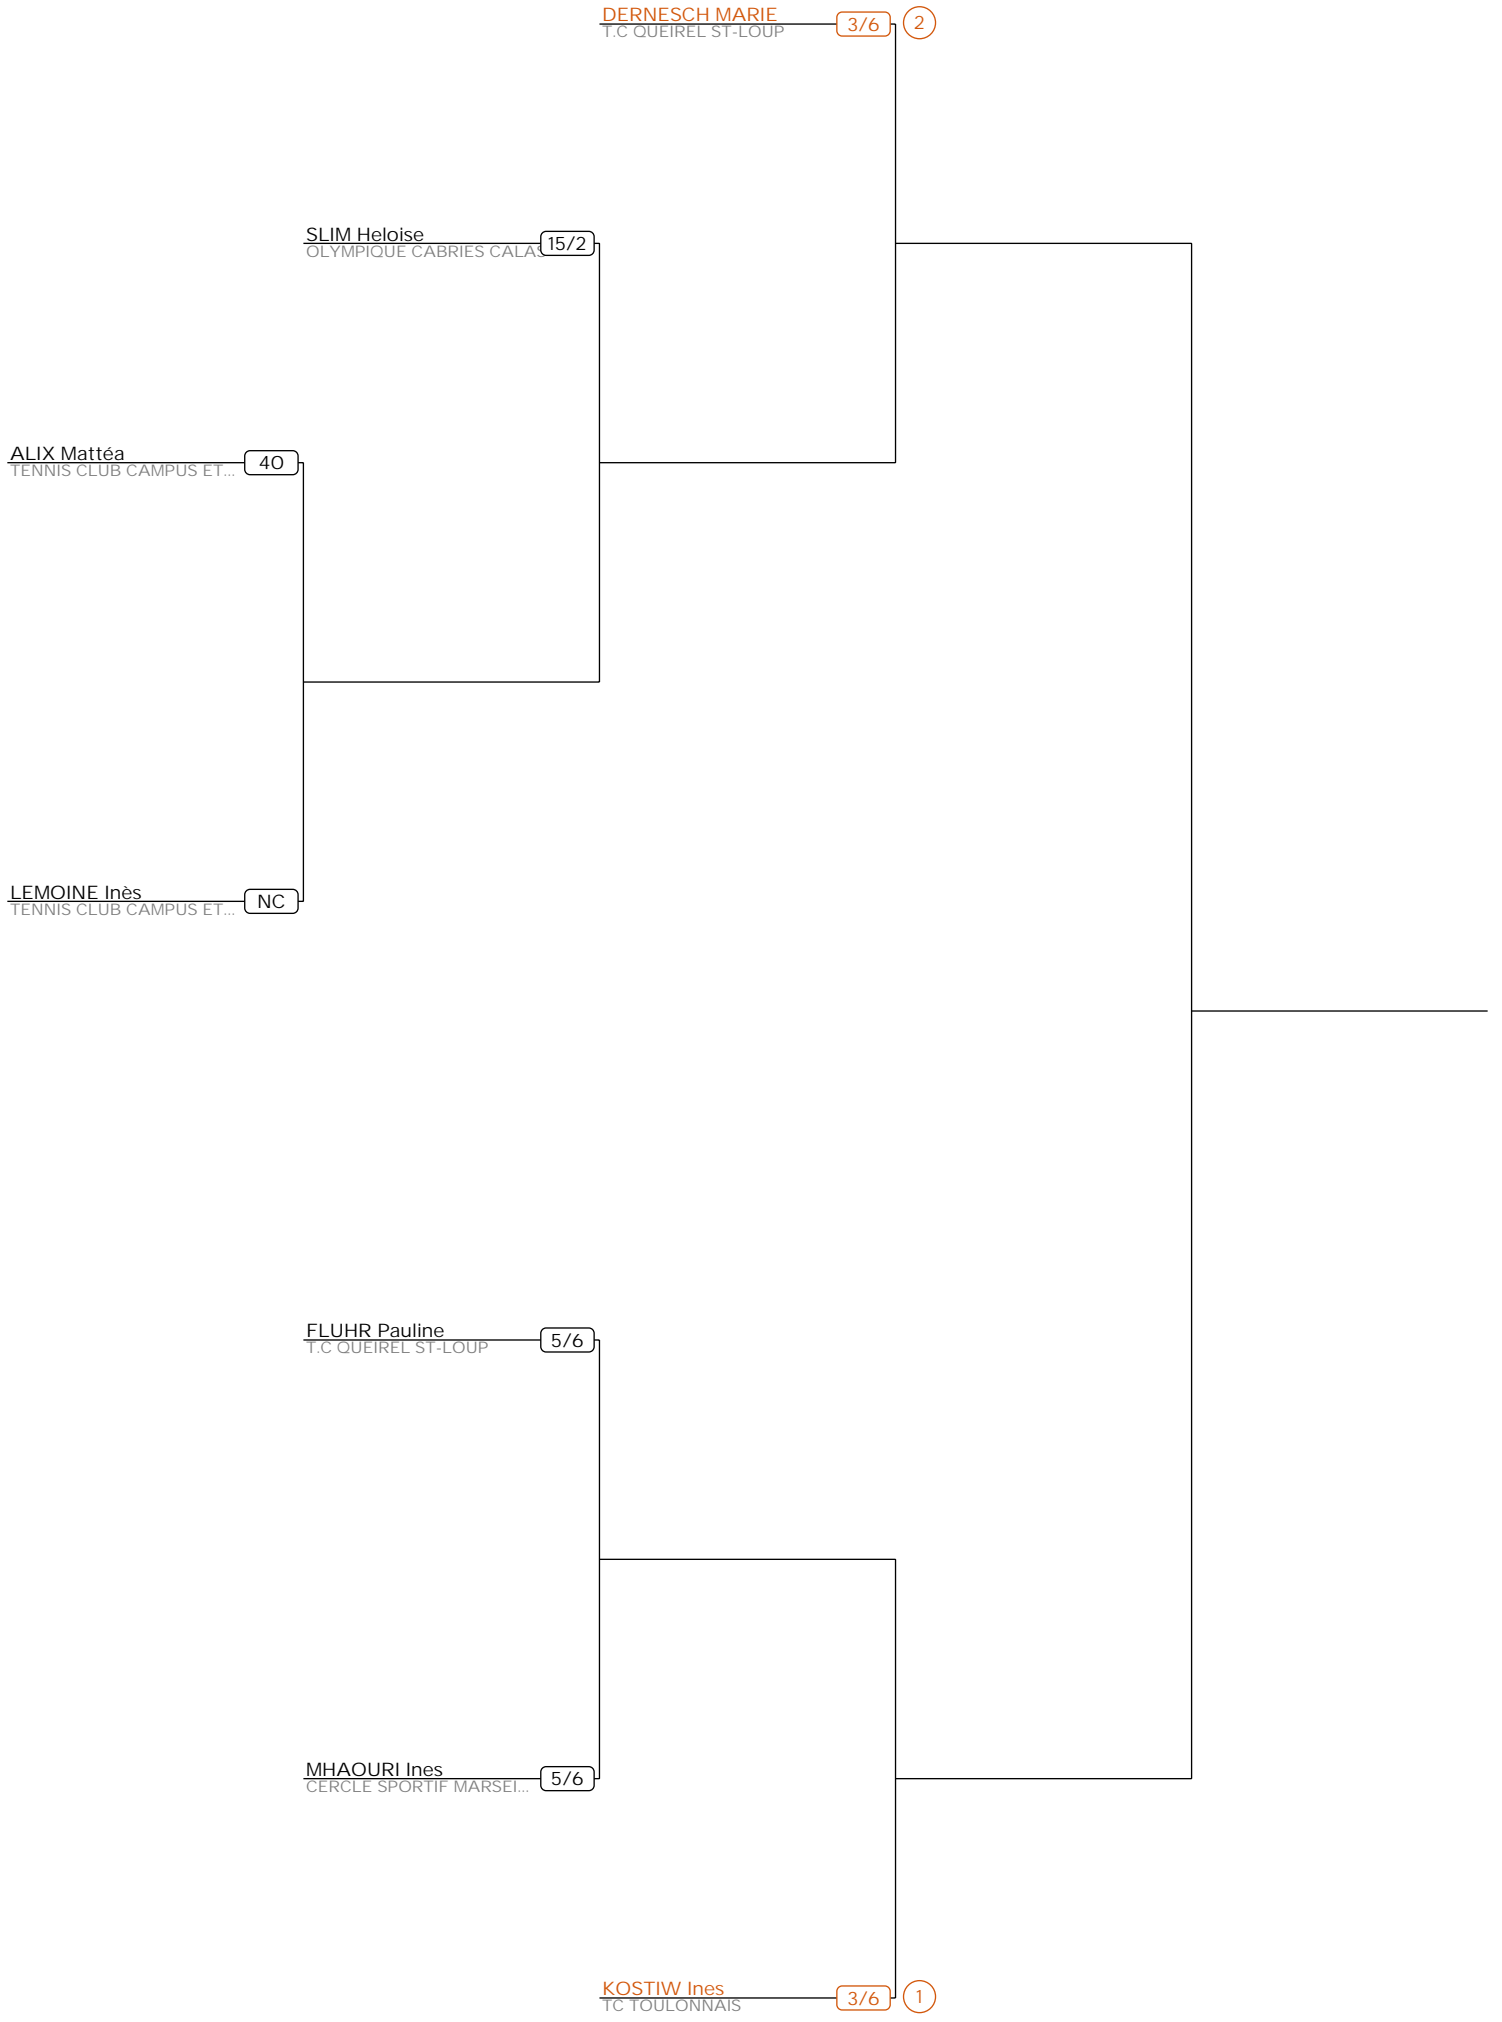 DERNESCH MARIE
3/6
2
T.C QUEIREL ST-LOUP
SLIM Heloise
15/2
OLYMPIQUE CABRIES CALAS
ALIX Mattéa
40
TENNIS CLUB CAMPUS ET...
LEMOINE Inès
NC
TENNIS CLUB CAMPUS ET...
FLUHR Pauline
5/6
T.C QUEIREL ST-LOUP
MHAOURI Ines
5/6
CERCLE SPORTIF MARSEI...
KOSTIW Ines
3/6
1
TC TOULONNAIS